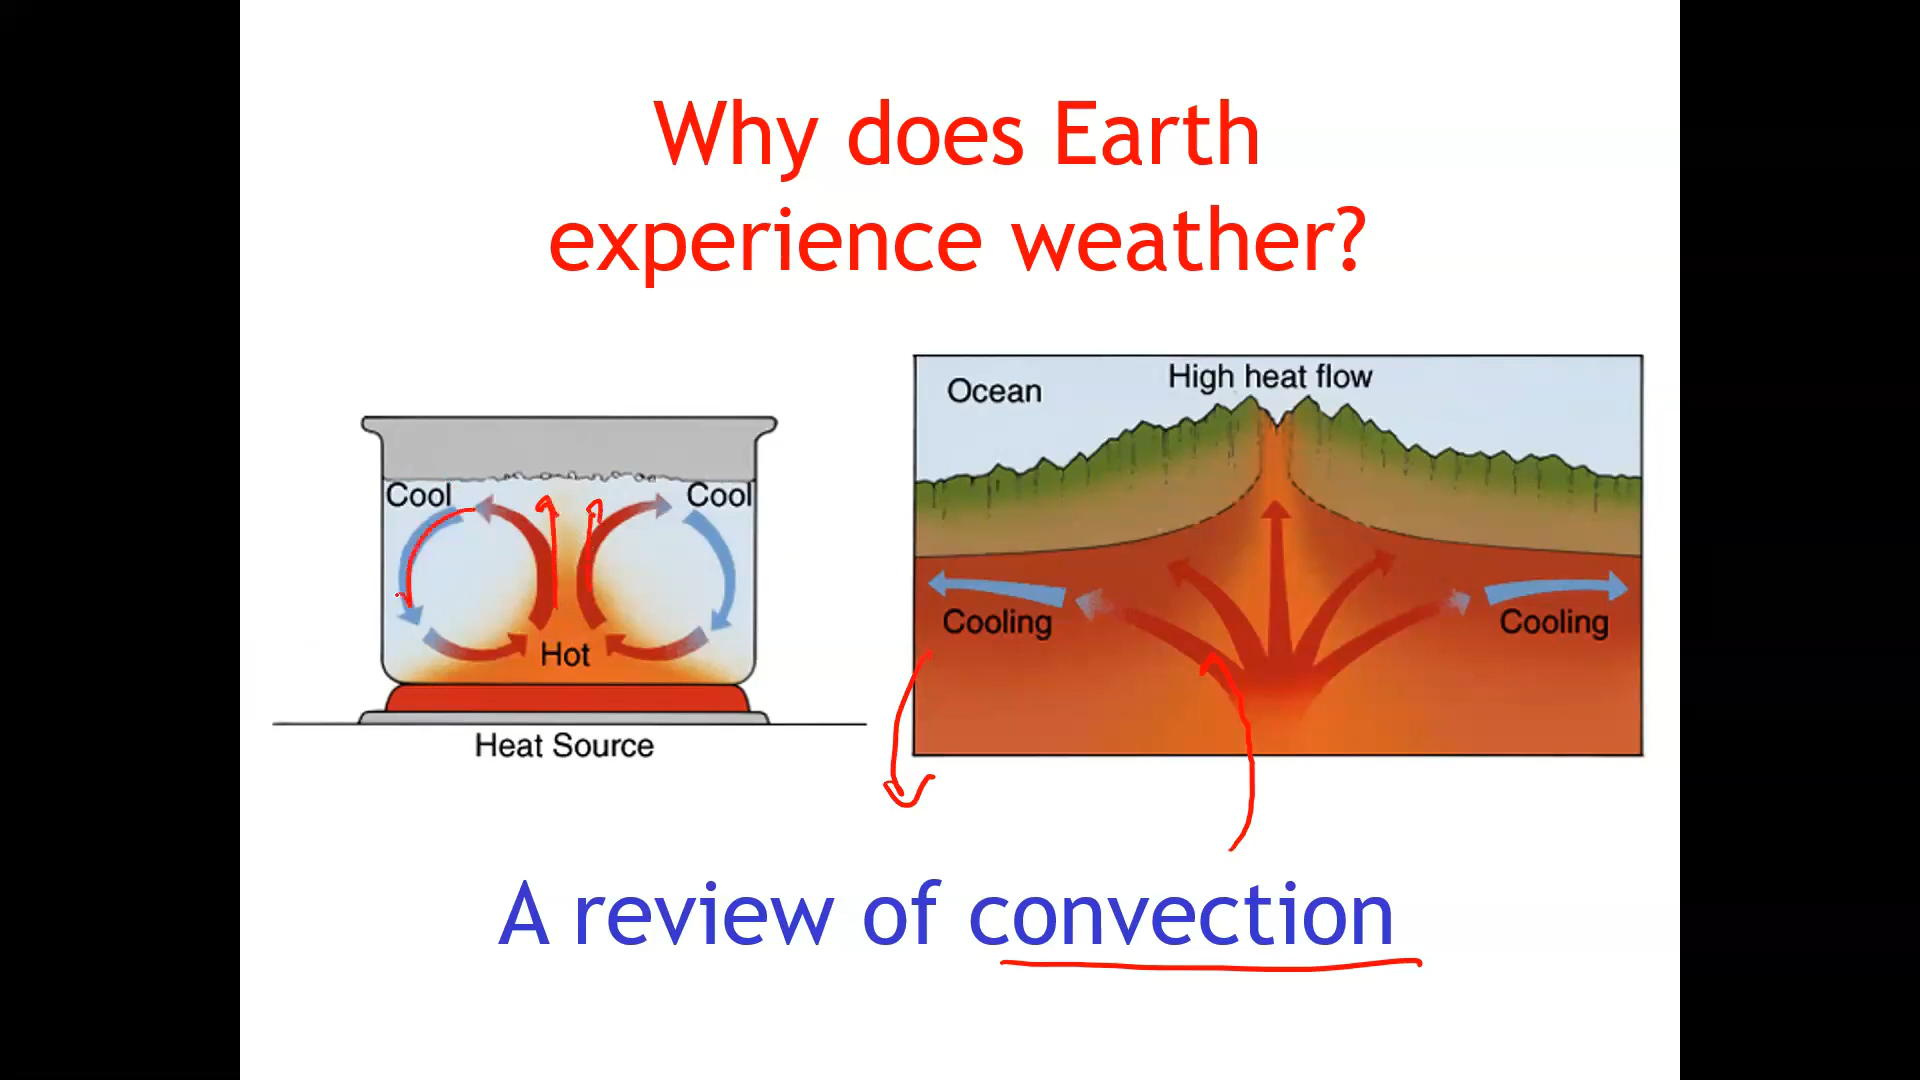 Why does Earth
experience weather?
Cool
Cool
Hot
Heat Source
Ocean
High heat flow
Cooling
Cooling
A review of convection